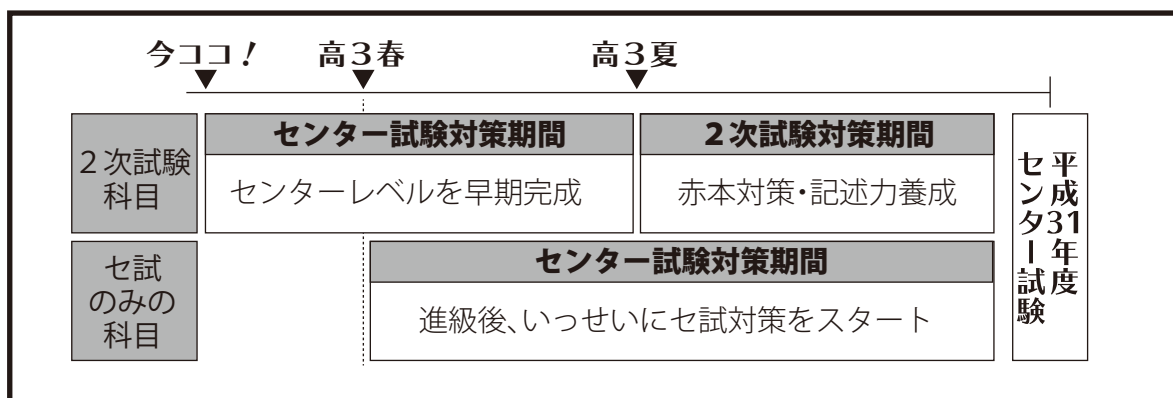 今ココ！
高３春
高３夏
２次試験
科目
センター試験対策期間
センターレベルを早期完成
２次試験対策期間
赤本対策・記述力養成
セ試
のみの
科目
センター試験対策期間
進級後、いっせいにセ試対策をスタート
平成31年度
センター試験